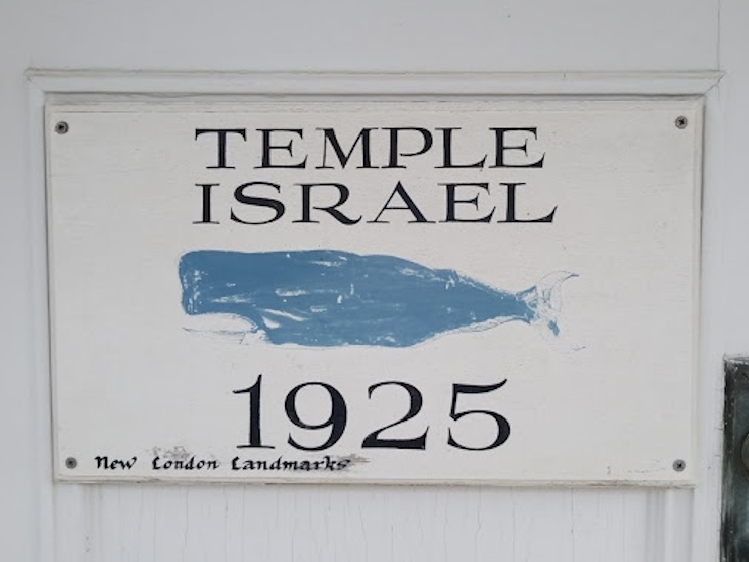 TEMPLE
ISRAEL
1925
New London Landmarks